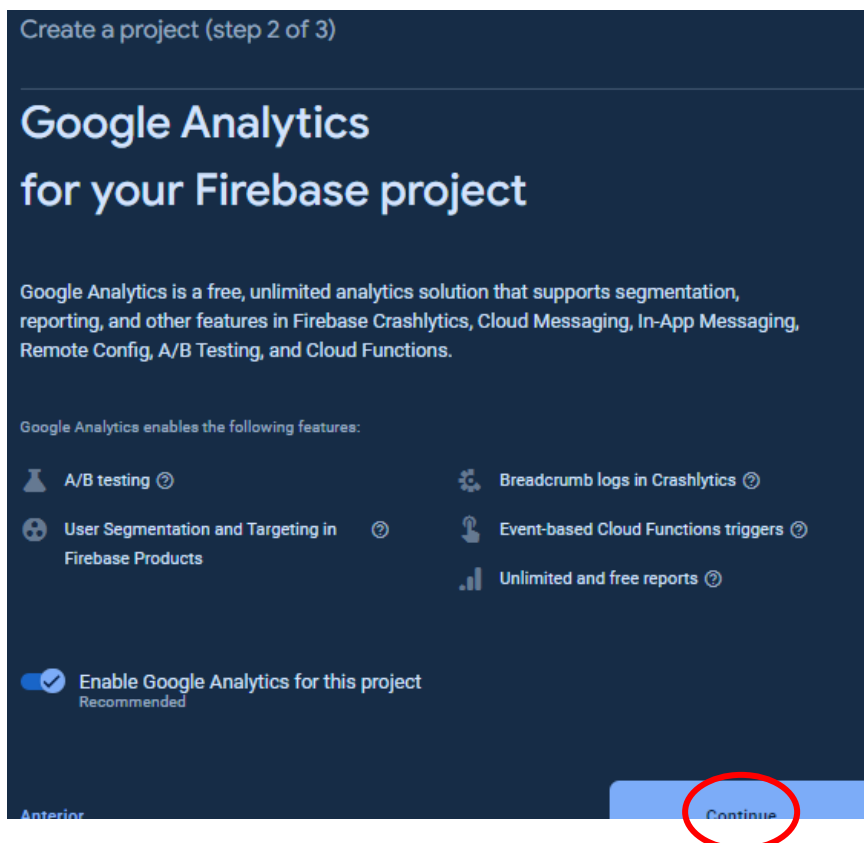 Create a project (step 2 of 3)
Google Analytics
for your Firebase project
Google Analytics is a free, unlimited analytics solution that supports segmentation,
reporting, and other features in Firebase Crashlytics, Cloud Messaging, In-App Messaging,
Remote Config, A/B Testing, and Cloud Functions.
Google Analytics enables the following features:
A/B testing
User Segmentation and Targeting in
Firebase Products
Breadcrumb logs in Crashlytics
Event-based Cloud Functions triggers
Unlimited and free reports
Enable Google Analytics for this project
Recommended
Anterior
Continue